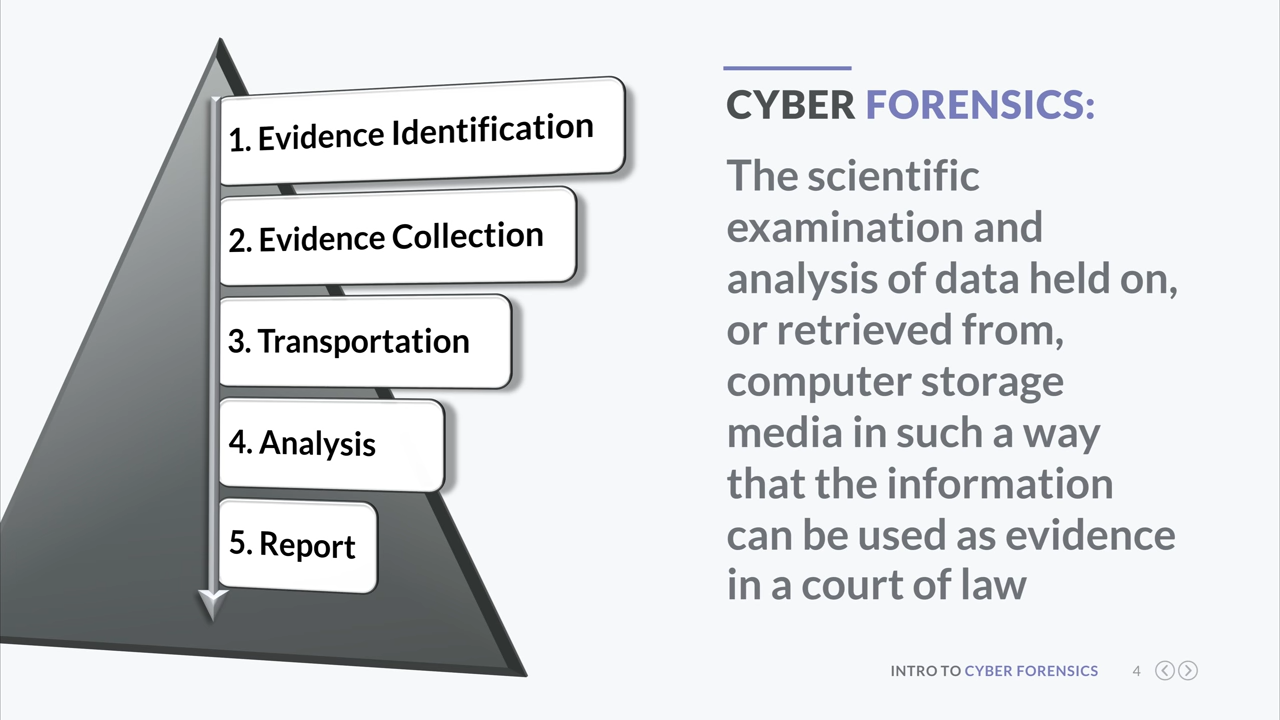 1. Evidence Identification
2. Evidence Collection
3. Transportation
4. Analysis
5. Report
CYBER FORENSICS:
The scientific
examination and
analysis of data held on,
or retrieved from,
computer storage
media in such a way
that the information
can be used as evidence
in a court of law
INTRO TO CYBER FORENSICS 4